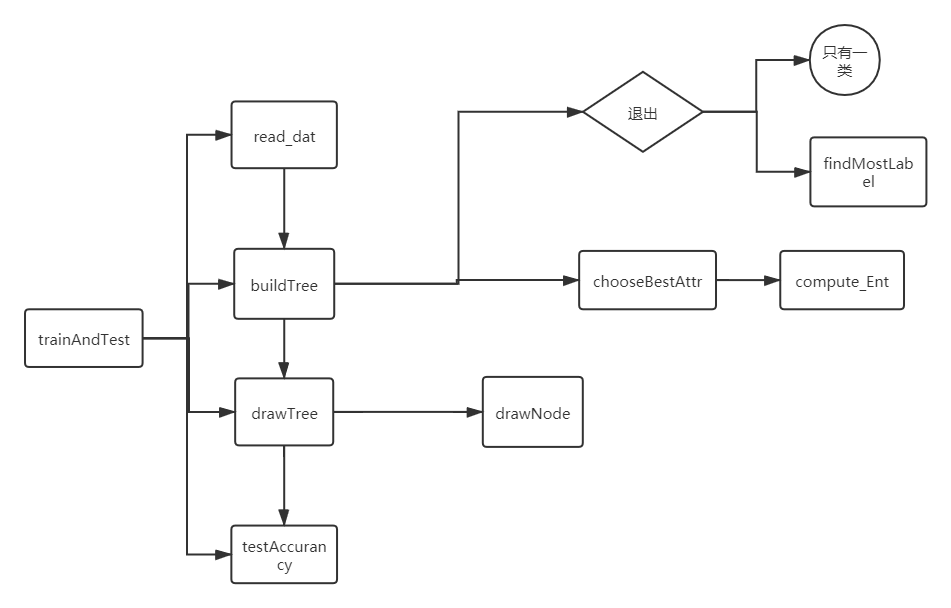 只有一
类
read_dat
退出
findMostLab
el
buildTree
chooseBestAttr
compute_Ent
trainAndTest
drawTree
drawNode
testAccuran
cy